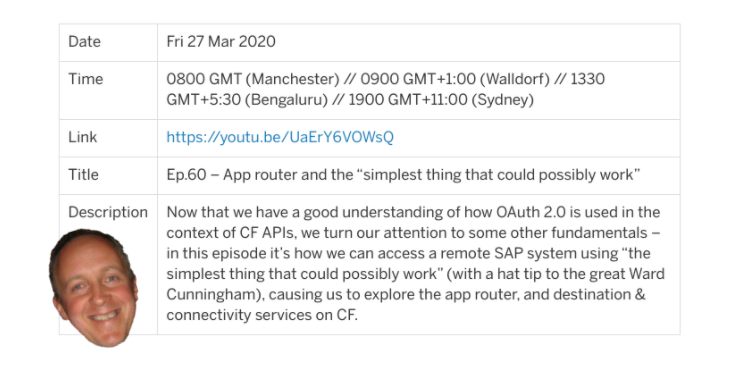 Date Fri 27 Mar 2020
Time 0800 GMT (Manchester) // 0900 GMT+1:00 (Walldorf) // 1330
GMT+5:30 (Bengaluru) // 1900 GMT+11:00 (Sydney)
Link https://youtu.be/UaErY6VOWsQ
Title Ep.60 – App router and the “simplest thing that could possibly work”
Description Now that we have a good understanding of how OAuth 2.0 is used in the
context of CF APIs, we turn our attention to some other fundamentals –
in this episode it’s how we can access a remote SAP system using “the
simplest thing that could possibly work” (with a hat tip to the great Ward
Cunningham), causing us to explore the app router, and destination &
connectivity services on CF.